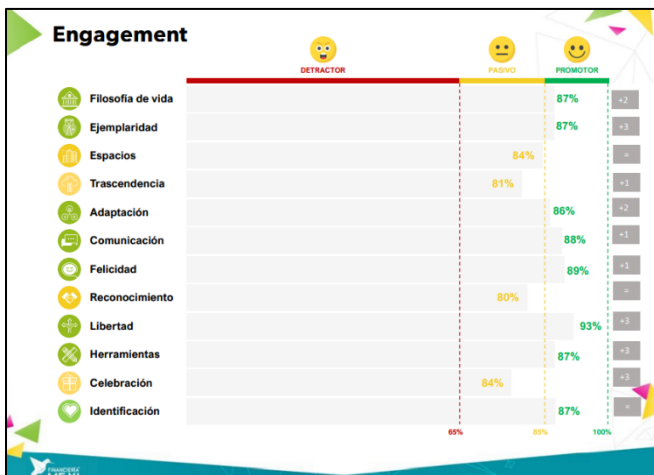 Engagement
DETRACTOR PASIVO PROMOTOR
Filosofía de vida 87% +2
Ejemplaridad 87% +3
Espacios 84% =
Trascendencia 81% +1
Adaptación 86% +2
Comunicación 88% +1
Felicidad 89% +1
Reconocimiento 80% =
Libertad 93% +3
Herramientas 87% +3
Celebración 84% +3
Identificación 87% =
65% 85% 100%
FINANCIERA